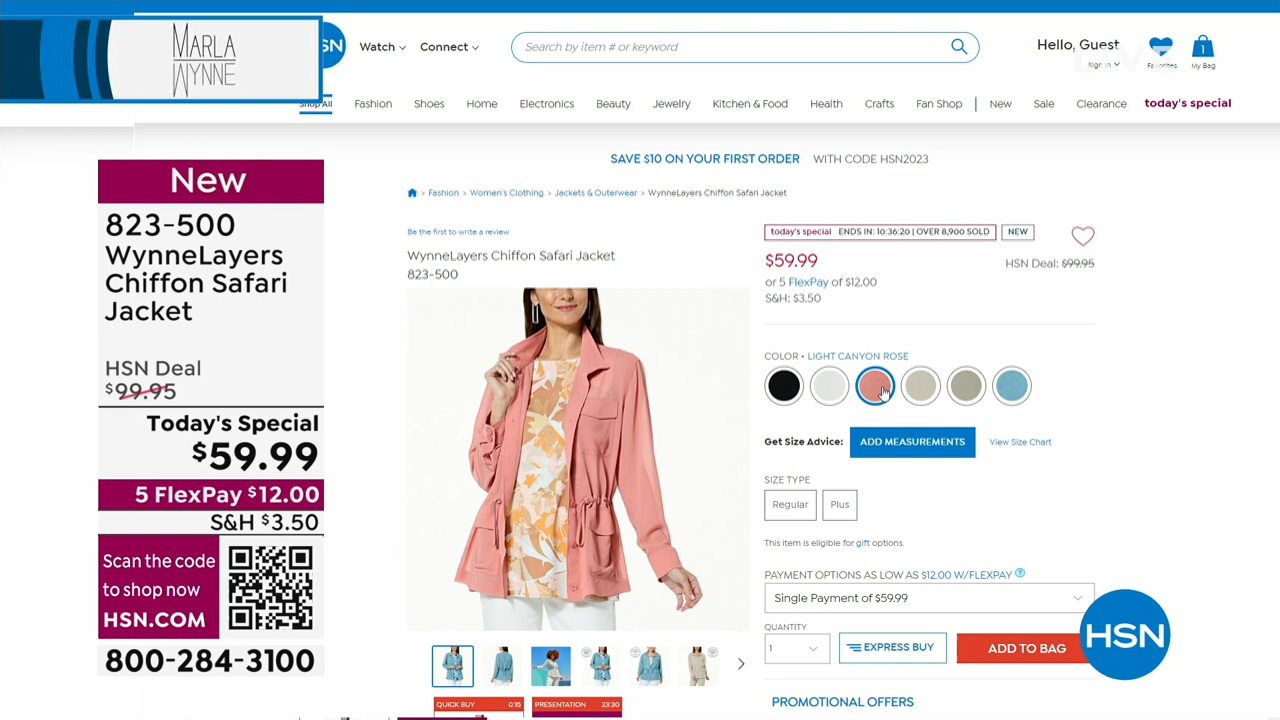 MARLA
WYNNE
SN
Watch
Connect
Search by item # or keyword
Hello, Guest
Sign In
Favorites
1
My Bag
Shop All
Fashion
Shoes
Home
Electronics
Beauty
Jewelry
Kitchen & Food
Health
Crafts
Fan Shop
New
Sale
Clearance
today's special
SAVE $10 ON YOUR FIRST ORDER WITH CODE HSN2023
New
823-500
WynneLayers
Chiffon Safari
Jacket
HSN Deal
$99.95
Today's Special
$59.99
5 FlexPay $12.00
S&H $3.50
Scan the code
to shop now
HSN.COM
800-284-3100
> Fashion > Women's Clothing > Jackets & Outerwear > WynneLayers Chiffon Safari Jacket
Be the first to write a review
WynneLayers Chiffon Safari Jacket
823-500
QUICK BUY 0:15
PRESENTATION 23:30
today's special ENDS IN: 10:36:20 | OVER 8,900 SOLD
NEW
$59.99
HSN Deal: $99.95
or 5 FlexPay of $12.00
S&H: $3.50
COLOR • LIGHT CANYON ROSE
Get Size Advice: ADD MEASUREMENTS View Size Chart
SIZE TYPE
Regular Plus
This item is eligible for gift options.
PAYMENT OPTIONS AS LOW AS $12.00 W/FLEXPAY ?
Single Payment of $59.99
QUANTITY
1
EXPRESS BUY
ADD TO BAG
HSN
PROMOTIONAL OFFERS